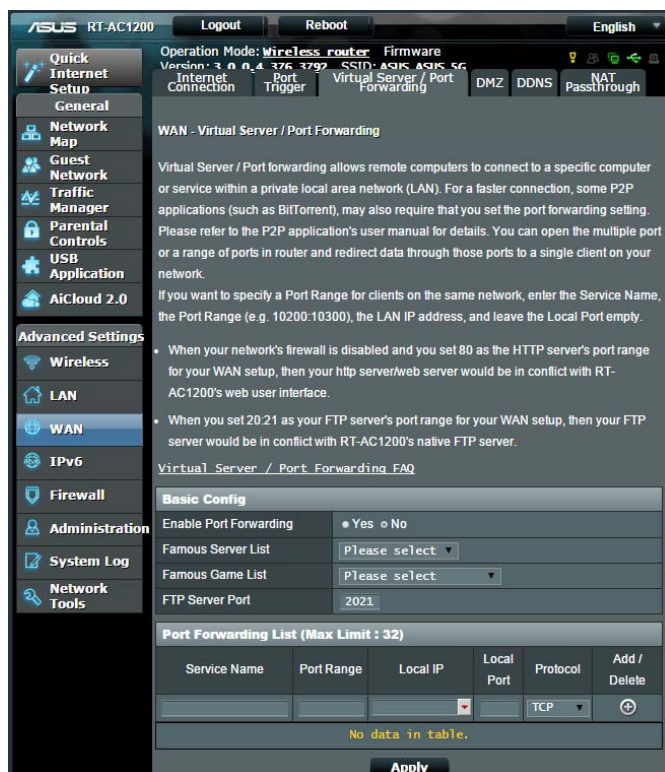 ASUS RT-AC1200 Logout Reboot English
Quick Internet Setup
General
Network Map
Guest Network
Traffic Manager
Parental Controls
USB Application
AiCloud 2.0
Advanced Settings
Wireless
LAN
WAN
IPv6
Firewall
Administration
System Log
Network Tools
Operation Mode: Wireless router Firmware
Version: 3.0.0.4.376.3792 SSID: ASUS ASUS_5G
Internet Connection
Port Trigger
Virtual Server / Port Forwarding
DMZ
DDNS
NAT Passthrough
WAN - Virtual Server / Port Forwarding
Virtual Server / Port forwarding allows remote computers to connect to a specific computer
or service within a private local area network (LAN). For a faster connection, some P2P
applications (such as BitTorrent), may also require that you set the port forwarding setting.
Please refer to the P2P application's user manual for details. You can open the multiple port
or a range of ports in router and redirect data through those ports to a single client on your
network.
If you want to specify a Port Range for clients on the same network, enter the Service Name,
the Port Range (e.g. 10200:10300), the LAN IP address, and leave the Local Port empty.
• When your network's firewall is disabled and you set 80 as the HTTP server's port range
for your WAN setup, then your http server/web server would be in conflict with RT-
AC1200's web user interface.
• When you set 20:21 as your FTP server's port range for your WAN setup, then your FTP
server would be in conflict with RT-AC1200's native FTP server.
Virtual Server / Port Forwarding FAQ
Basic Config
Enable Port Forwarding Yes No
Famous Server List Please select
Famous Game List Please select
FTP Server Port 2021
Port Forwarding List (Max Limit : 32)
Service Name Port Range Local IP Local Port Protocol Add / Delete
TCP
No data in table.
Apply